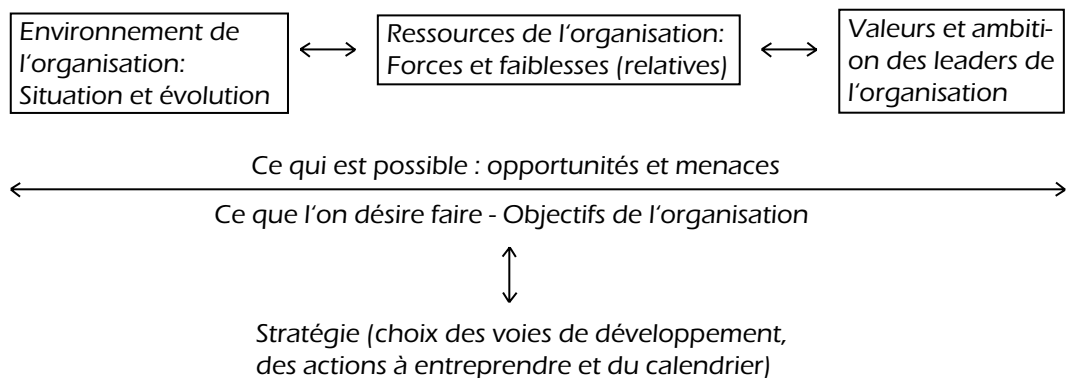 Environnement de
l'organisation:
Situation et évolution
Ressources de l'organisation:
Forces et faiblesses (relatives)
Valeurs et ambiti-
on des leaders de
l'organisation
Ce qui est possible : opportunités et menaces
Ce que l'on désire faire - Objectifs de l'organisation
Stratégie (choix des voies de développement,
des actions à entreprendre et du calendrier)